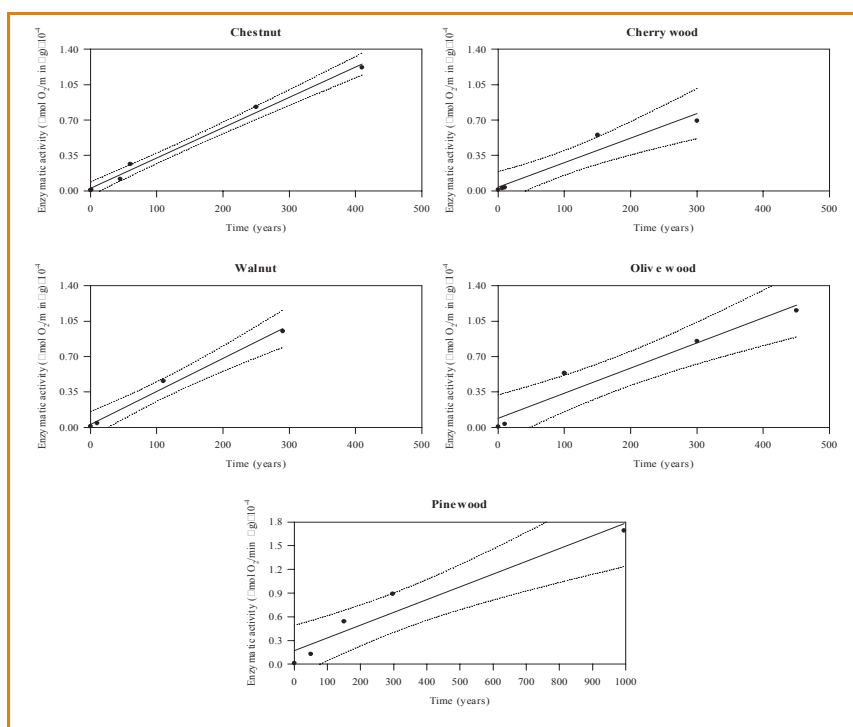 Chestnut
Enzymatic activity (□mol O2/m in □g)□10-4
1.40
1.05
0.70
0.35
0.00
0 100 200 300 400 500
Time (years)
Cherry wood
Enzymatic activity (□mol O2/m in □g)□10-4
1.40
1.05
0.70
0.35
0.00
0 100 200 300 400 500
Time (years)
Walnut
Enzymatic activity (□mol O2/m in □g)□10-4
1.40
1.05
0.70
0.35
0.00
0 100 200 300 400 500
Time (years)
Olive wood
Enzymatic activity (□mol O2/m in □g)□10-4
1.40
1.05
0.70
0.35
0.00
0 100 200 300 400 500
Time (years)
Pinewood
Enzymatic activity (□mol O2/min □g)□10-4
1.8
1.5
1.2
0.9
0.6
0.3
0.0
0 100 200 300 400 500 600 700 800 900 1000
Time (years)